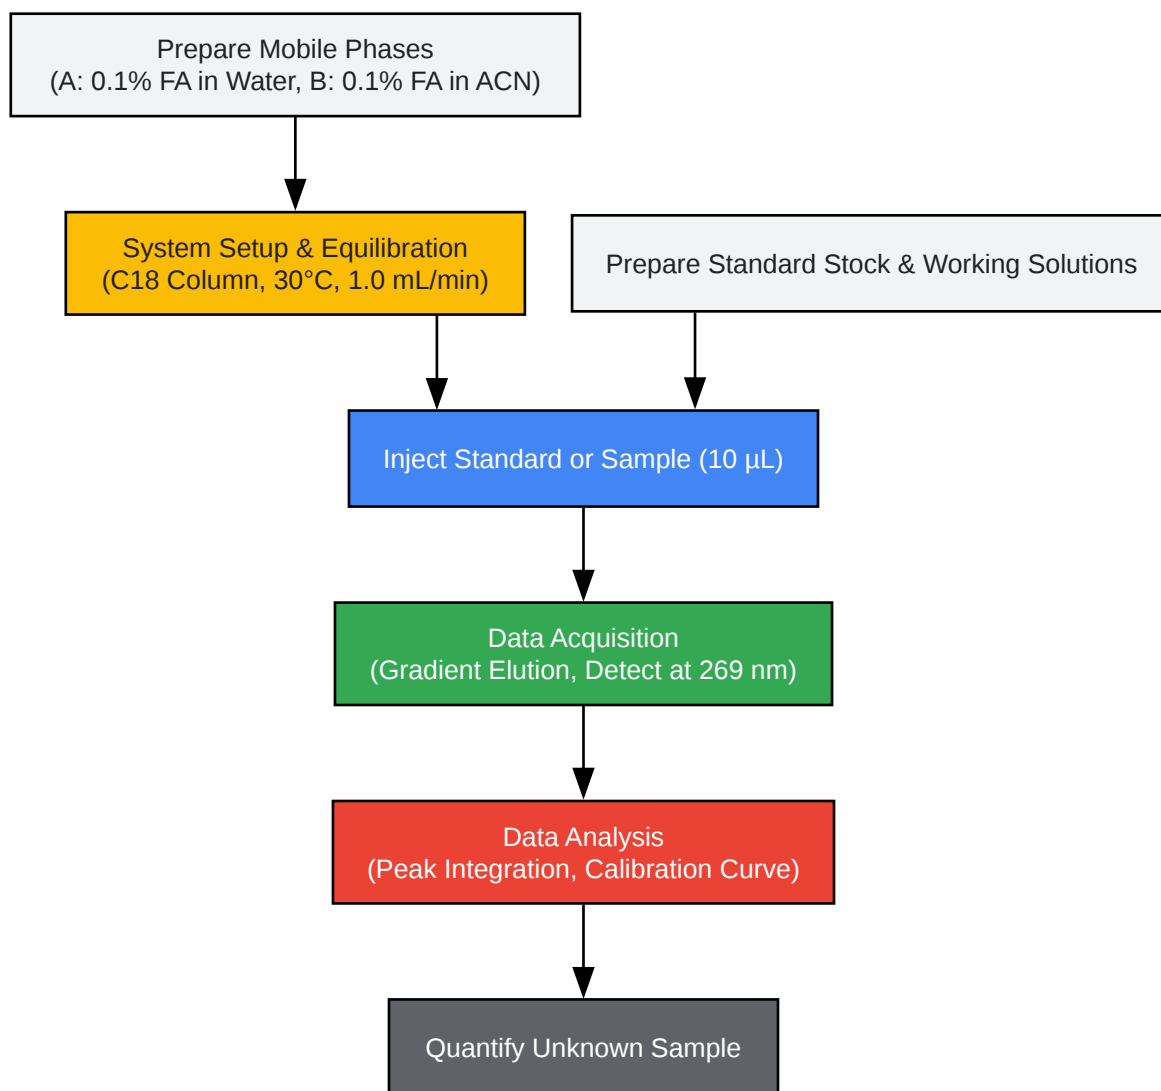 Prepare Mobile Phases
(A: 0.1% FA in Water, B: 0.1% FA in ACN)
System Setup & Equilibration
(C18 Column, 30°C, 1.0 mL/min)
Prepare Standard Stock & Working Solutions
Inject Standard or Sample (10 µL)
Data Acquisition
(Gradient Elution, Detect at 269 nm)
Data Analysis
(Peak Integration, Calibration Curve)
Quantify Unknown Sample